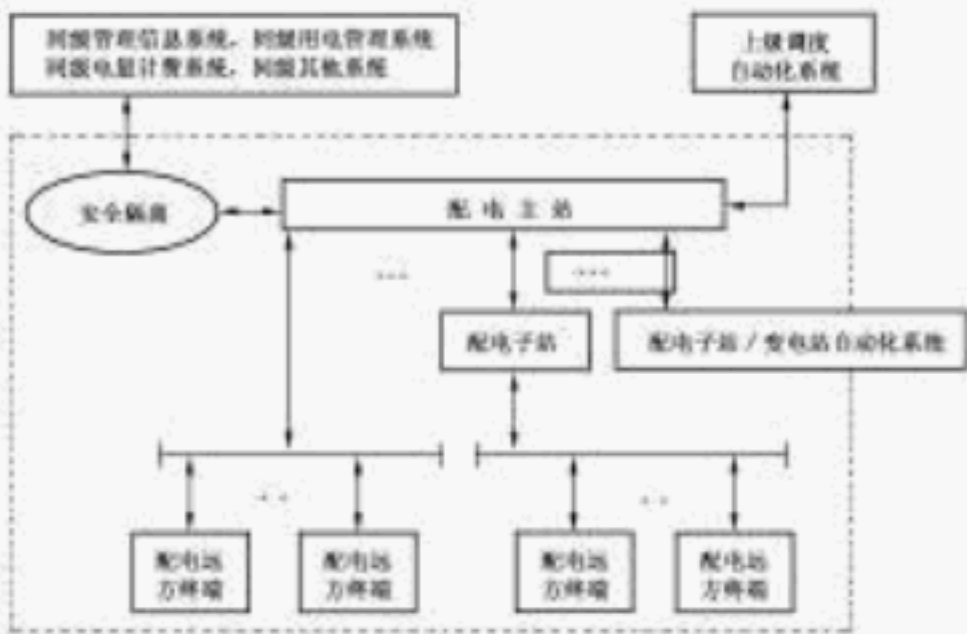 同级管理信息系统，同级用电管理系统
同级电量计费系统，同级其他系统
上级调度
自动化系统
安全隔离
配电主站
配电子站
配电子站/变电站自动化系统
配电远
方终端
配电远
方终端
配电远
方终端
配电远
方终端